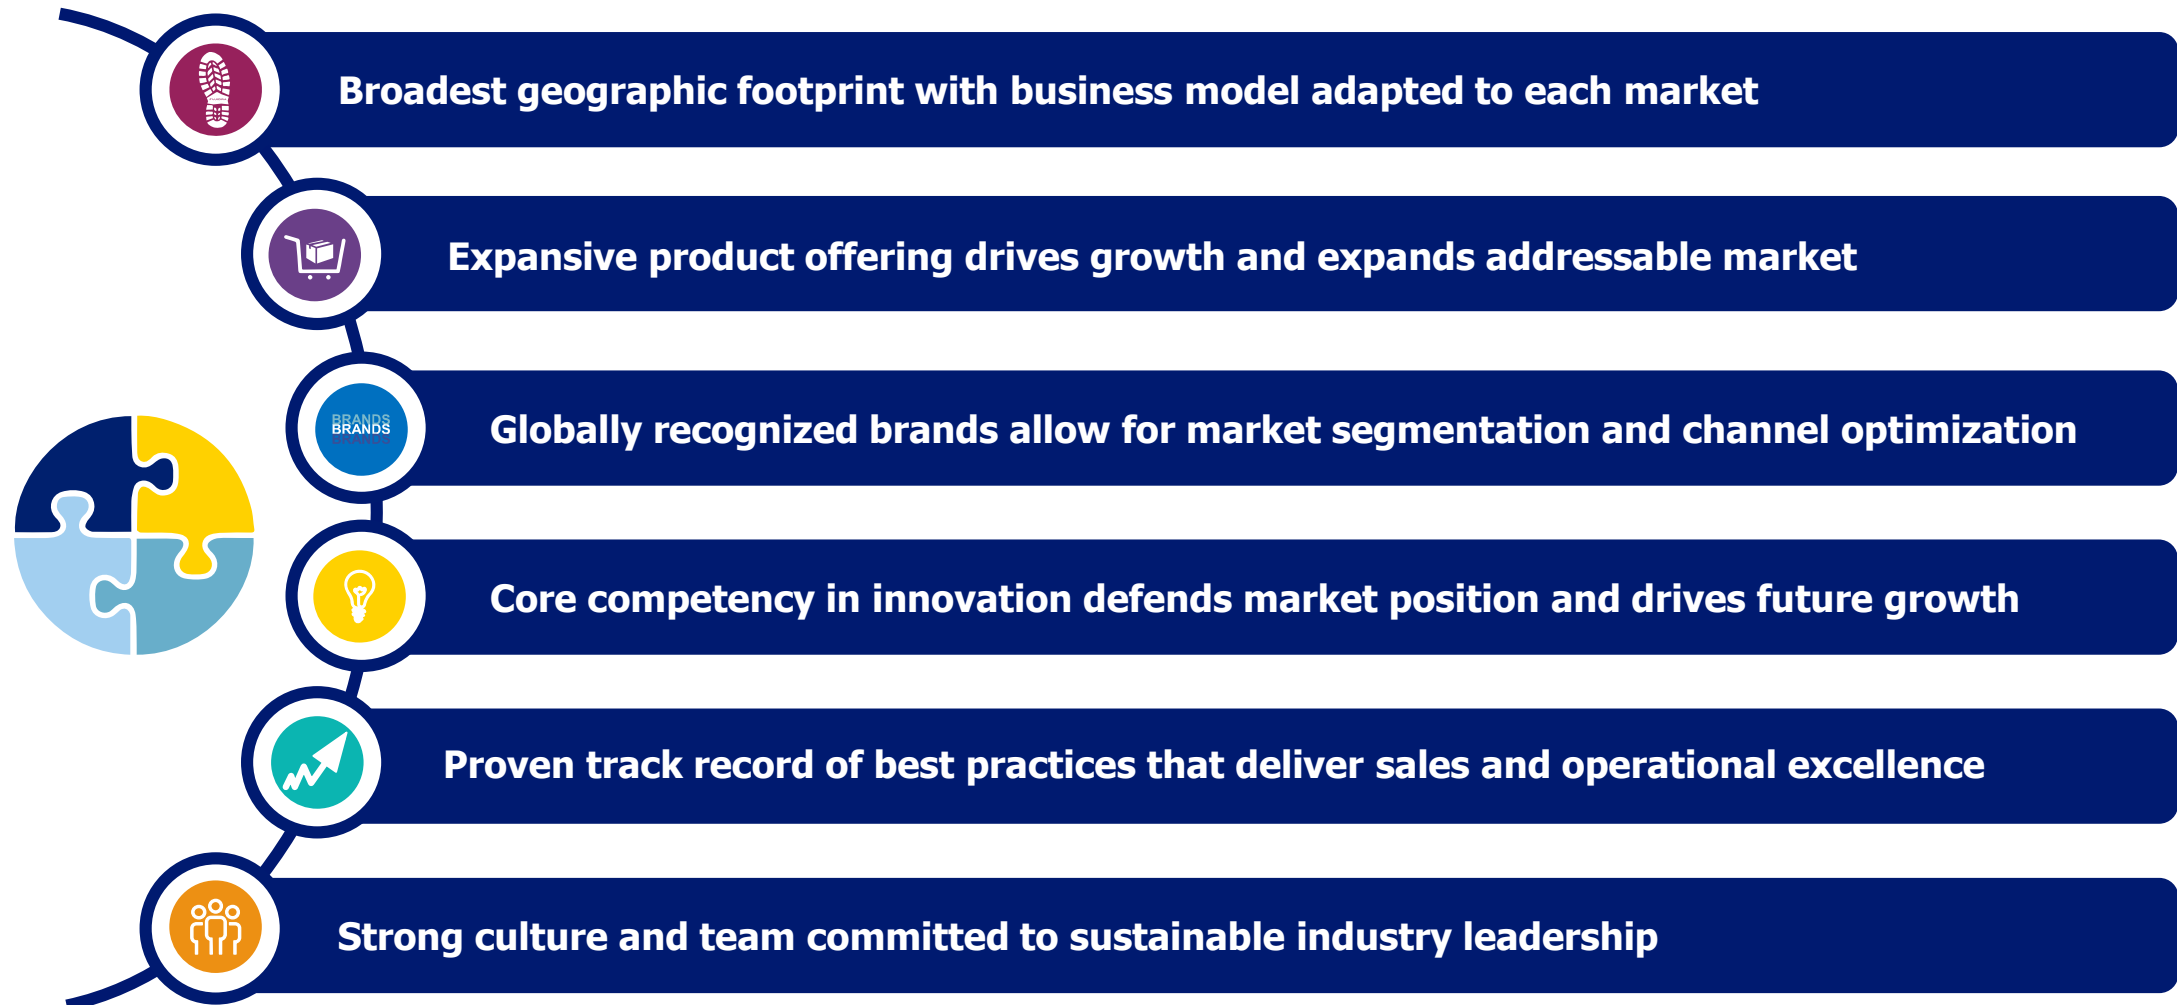 Broadest geographic footprint with business model adapted to each market
Expansive product offering drives growth and expands addressable market
BRANDS
BRANDS
BRANDS
Globally recognized brands allow for market segmentation and channel optimization
Core competency in innovation defends market position and drives future growth
Proven track record of best practices that deliver sales and operational excellence
Strong culture and team committed to sustainable industry leadership